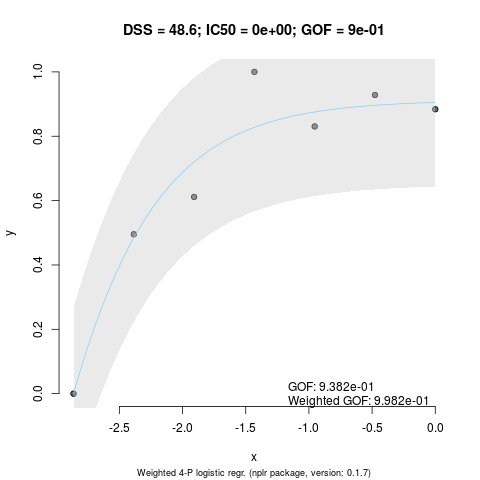 DSS = 48.6; IC50 = 0e+00; GOF = 9e-01
1.0
0.8
0.6
0.4
0.2
0.0
y
GOF: 9.382e-01
Weighted GOF: 9.982e-01
-2.5 -2.0 -1.5 -1.0 -0.5 0.0
x
Weighted 4-P logistic regr. (nplr package, version: 0.1.7)